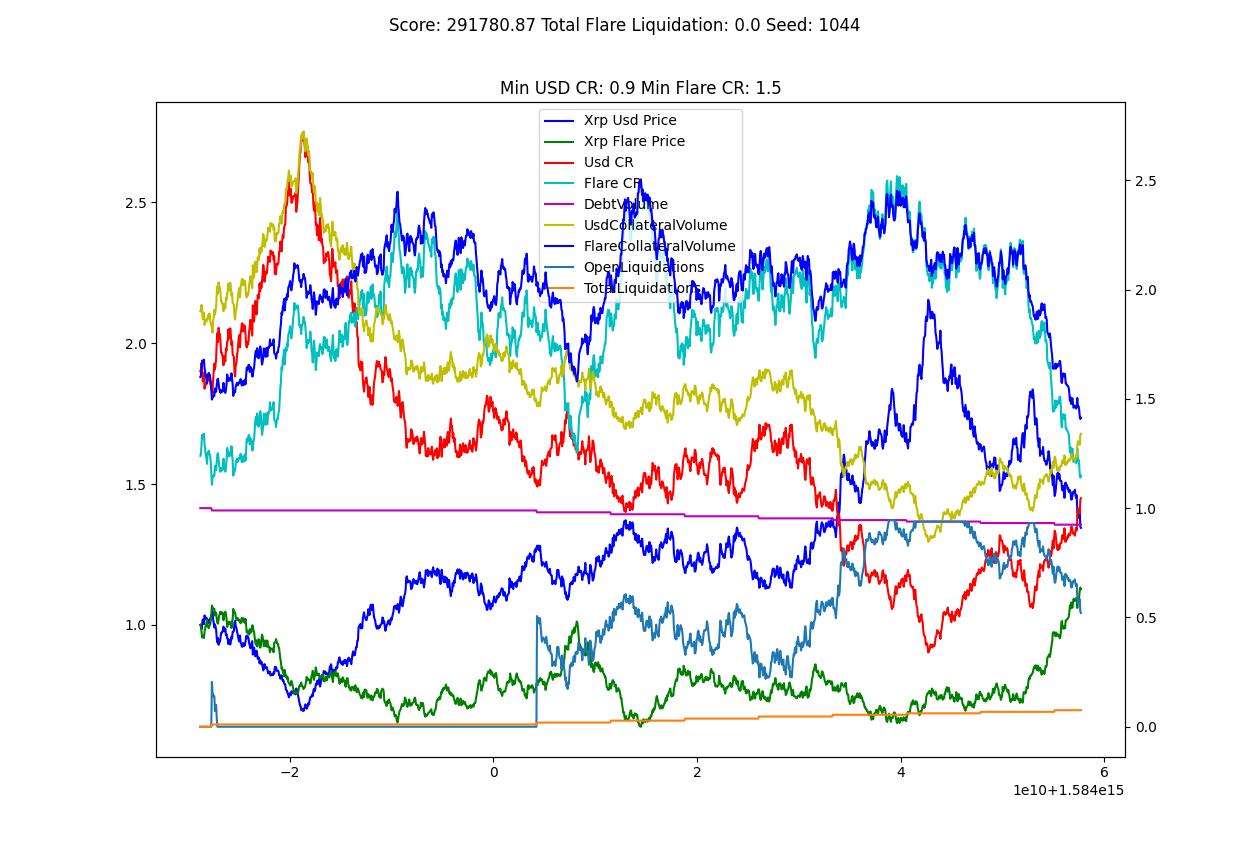 Score: 291780.87 Total Flare Liquidation: 0.0 Seed: 1044
Min USD CR: 0.9 Min Flare CR: 1.5
Xrp Usd Price
Xrp Flare Price
Usd CR
Flare CR
DebtVolume
UsdCollateralVolume
FlareCollateralVolume
OpenLiquidations
TotalLiquidations
2.5
2.0
1.5
1.0
2.5
2.0
1.5
1.0
0.5
0.0
−2
0
2
4
6
1e10+1.584e15